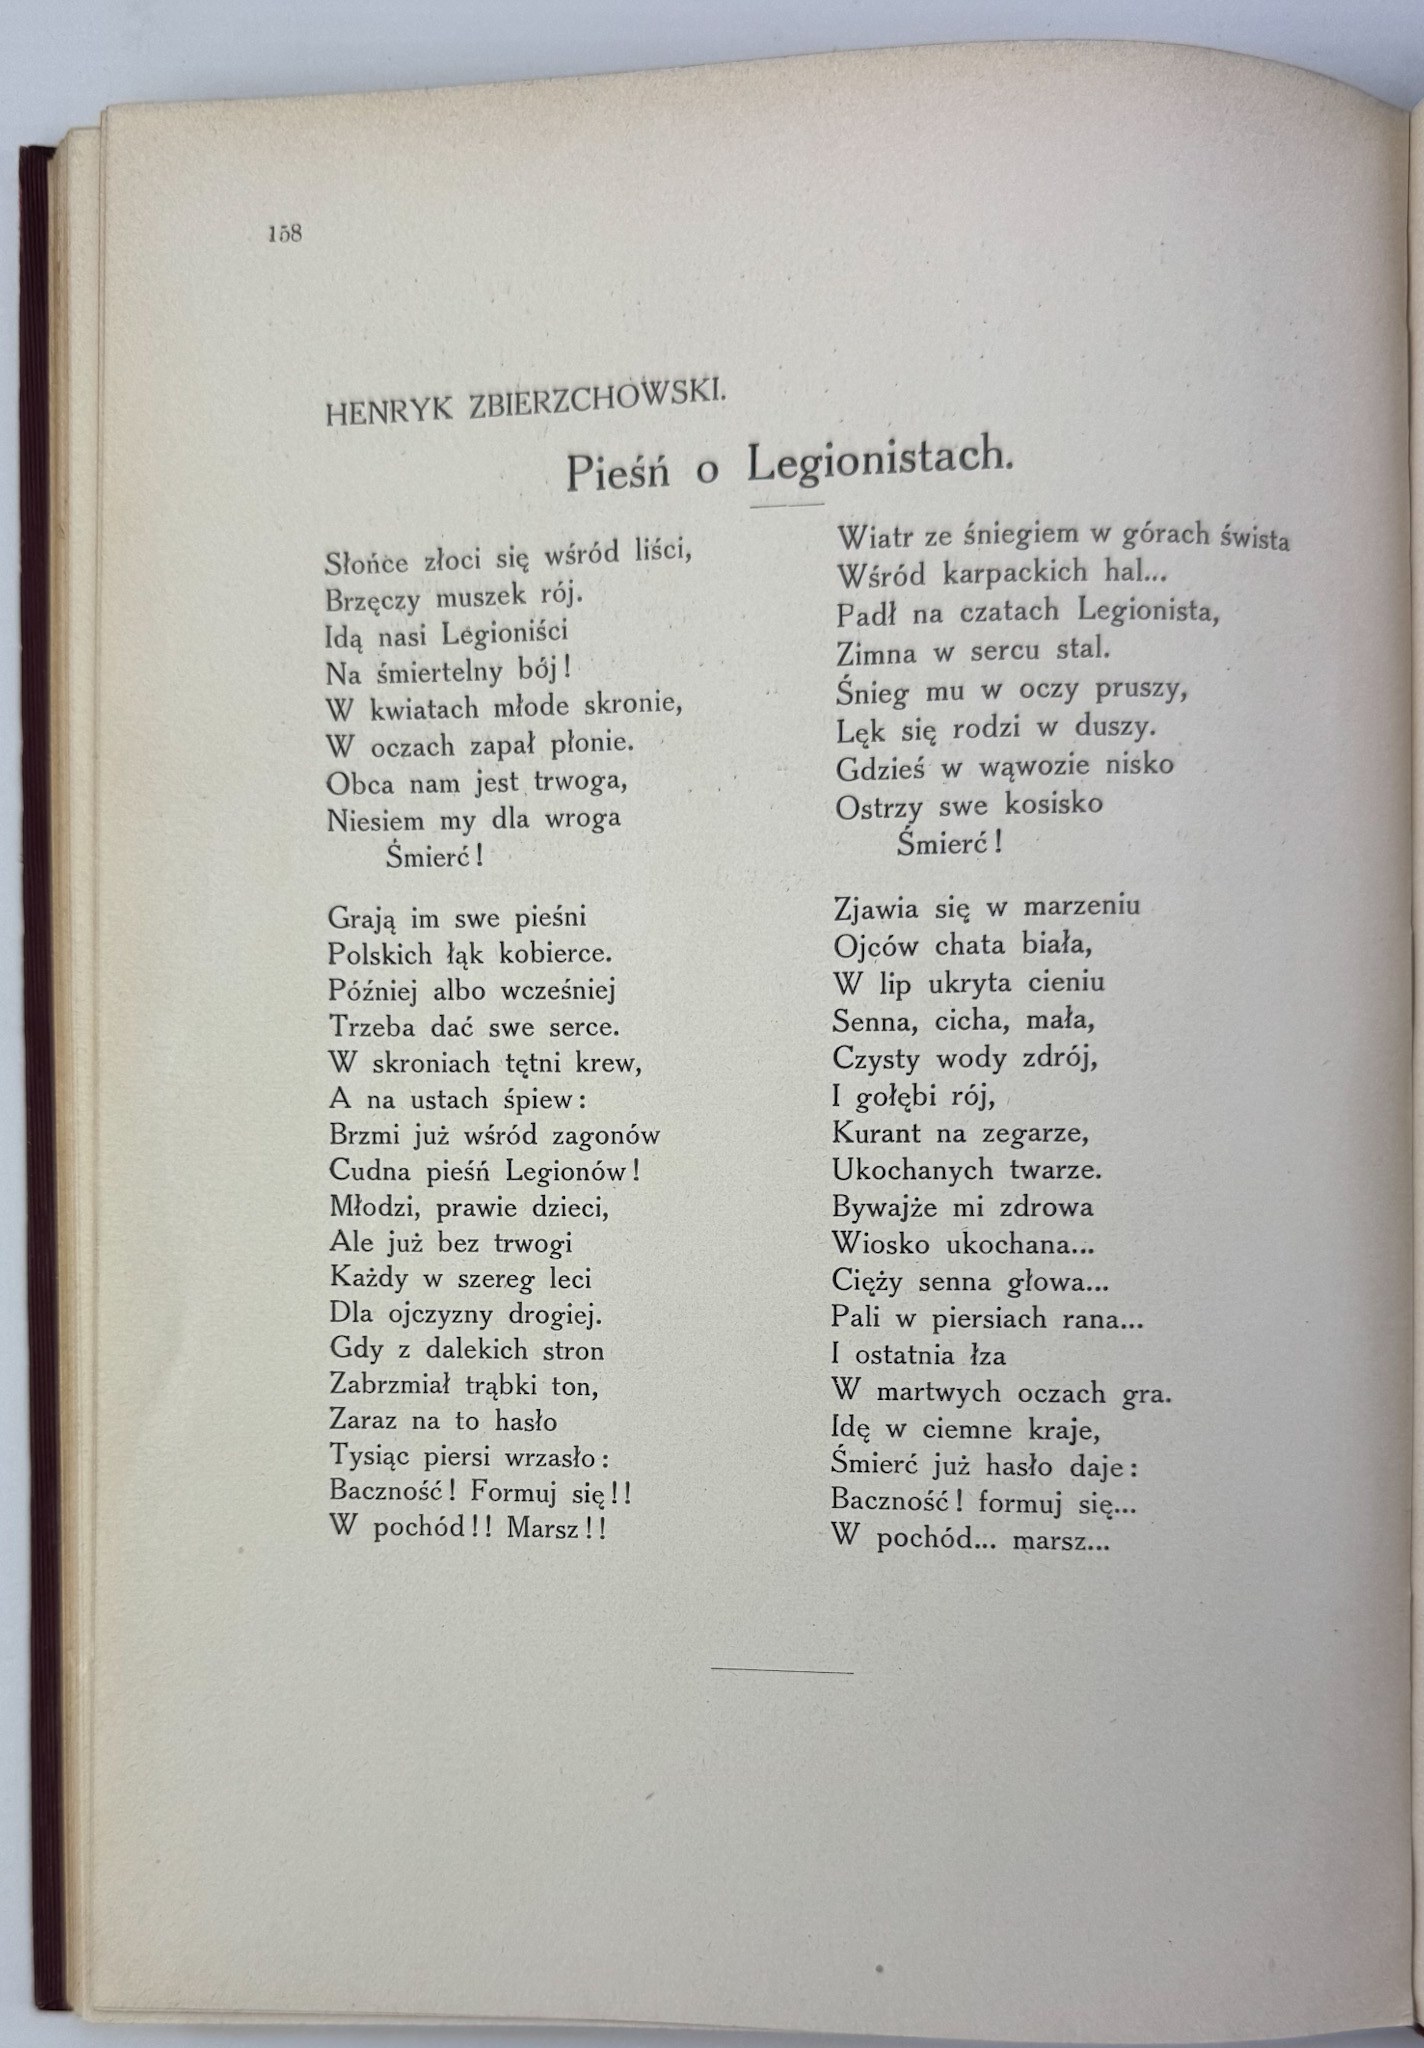 158
HENRYK ZBIERZCHOWSKI.
Pieśń o Legionistach.
Słońce złoci się wśród liści,
Brzęczy muszek rój.
Idą nasi Legioniści
Na śmiertelny bój!
W kwiatach młode skronie,
W oczach zapał płonie.
Obca nam jest trwoga,
Niesiem my dla wroga
Śmierć!
Grają im swe pieśni
Polskich łąk kobierce.
Później albo wcześniej
Trzeba dać swe serce.
W skroniach tętni krew,
A na ustach śpiew:
Brzmi już wśród zagonów
Cudna pieśń Legionów!
Młodzi, prawie dzieci,
Ale już bez trwogi
Każdy w szereg leci
Dla ojczyzny drogiej.
Gdy z dalekich stron
Zabrzmiał trąbki ton,
Zaraz na to hasło
Tysiąc piersi wrzasło:
Baczność! Formuj się!!
W pochód!! Marsz!!
Wiatr ze śniegiem w górach śwista
Wśród karpackich hal...
Padł na czatach Legionista,
Zimna w sercu stal.
Śnieg mu w oczy pruszy,
Lęk się rodzi w duszy.
Gdzieś w wąwozie nisko
Ostrzy swe kosisko
Śmierć!
Zjawia się w marzeniu
Ojców chata biała,
W lip ukryta cieniu
Senna, cicha, mała,
Czysty wody zdrój,
I gołębi rój,
Kurant na zegarze,
Ukochanych twarze.
Bywajże mi zdrowa
Wiosko ukochana...
Cięży senna głowa...
Pali w piersiach rana...
I ostatnia łza
W martwych oczach gra.
Idę w ciemne kraje,
Śmierć już hasło daje:
Baczność! formuj się...
W pochód... marsz...